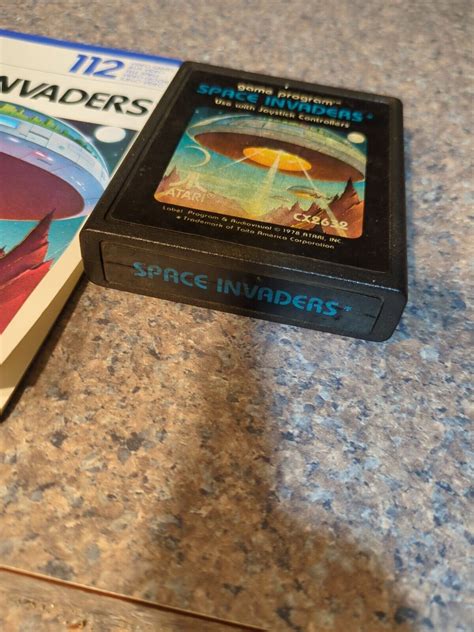 112
NVADERS
game program™
SPACE INVADERS*
Use with Joystick Controllers
ATARI
CX2632
Label, Program & Audiovisual © 1978 ATARI, INC.
* Trademark of Taito America Corporation
SPACE INVADERS*